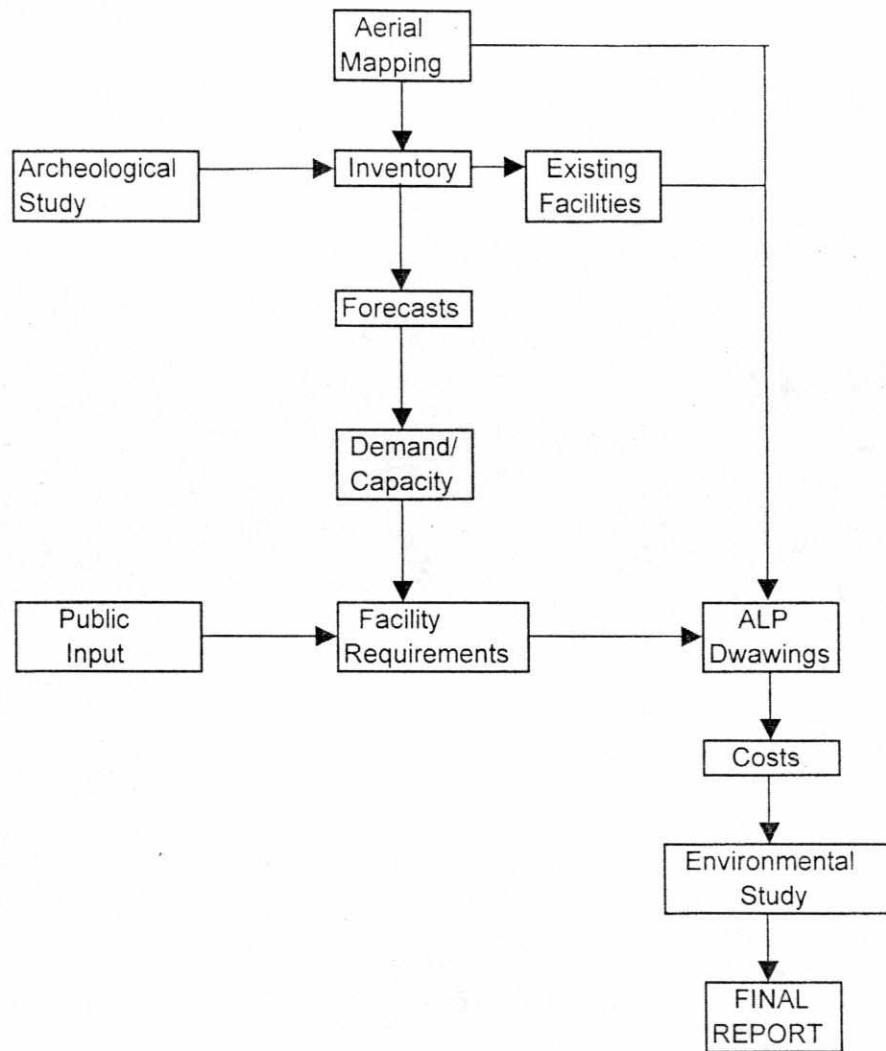 Aerial
Mapping
Archeological
Study
Inventory
Existing
Facilities
Forecasts
Demand/
Capacity
Public
Input
Facility
Requirements
ALP
Dwawings
Costs
Environmental
Study
FINAL
REPORT